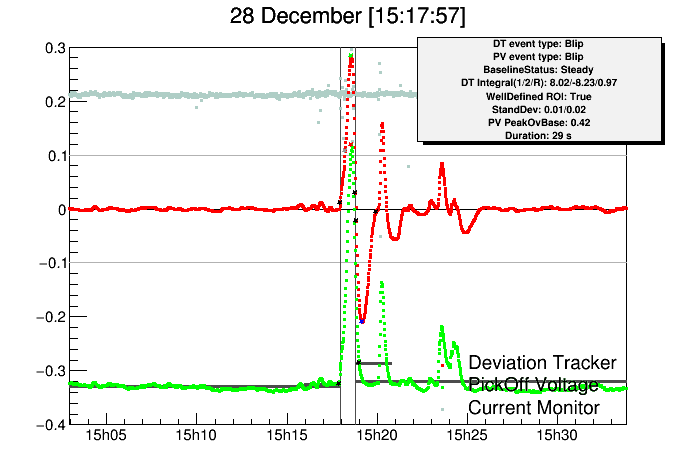 28 December [15:17:57]
DT event type: Blip
PV event type: Blip
BaselineStatus: Steady
DT Integral(1/2/R): 8.02/-8.23/0.97
WellDefined ROI: True
StandDev: 0.01/0.02
PV PeakOvBase: 0.42
Duration: 29 s
0.3
0.2
0.1
0
−0.1
−0.2
−0.3
−0.4
Deviation Tracker
PickOff Voltage
Current Monitor
15h05 15h10 15h15 15h20 15h25 15h30